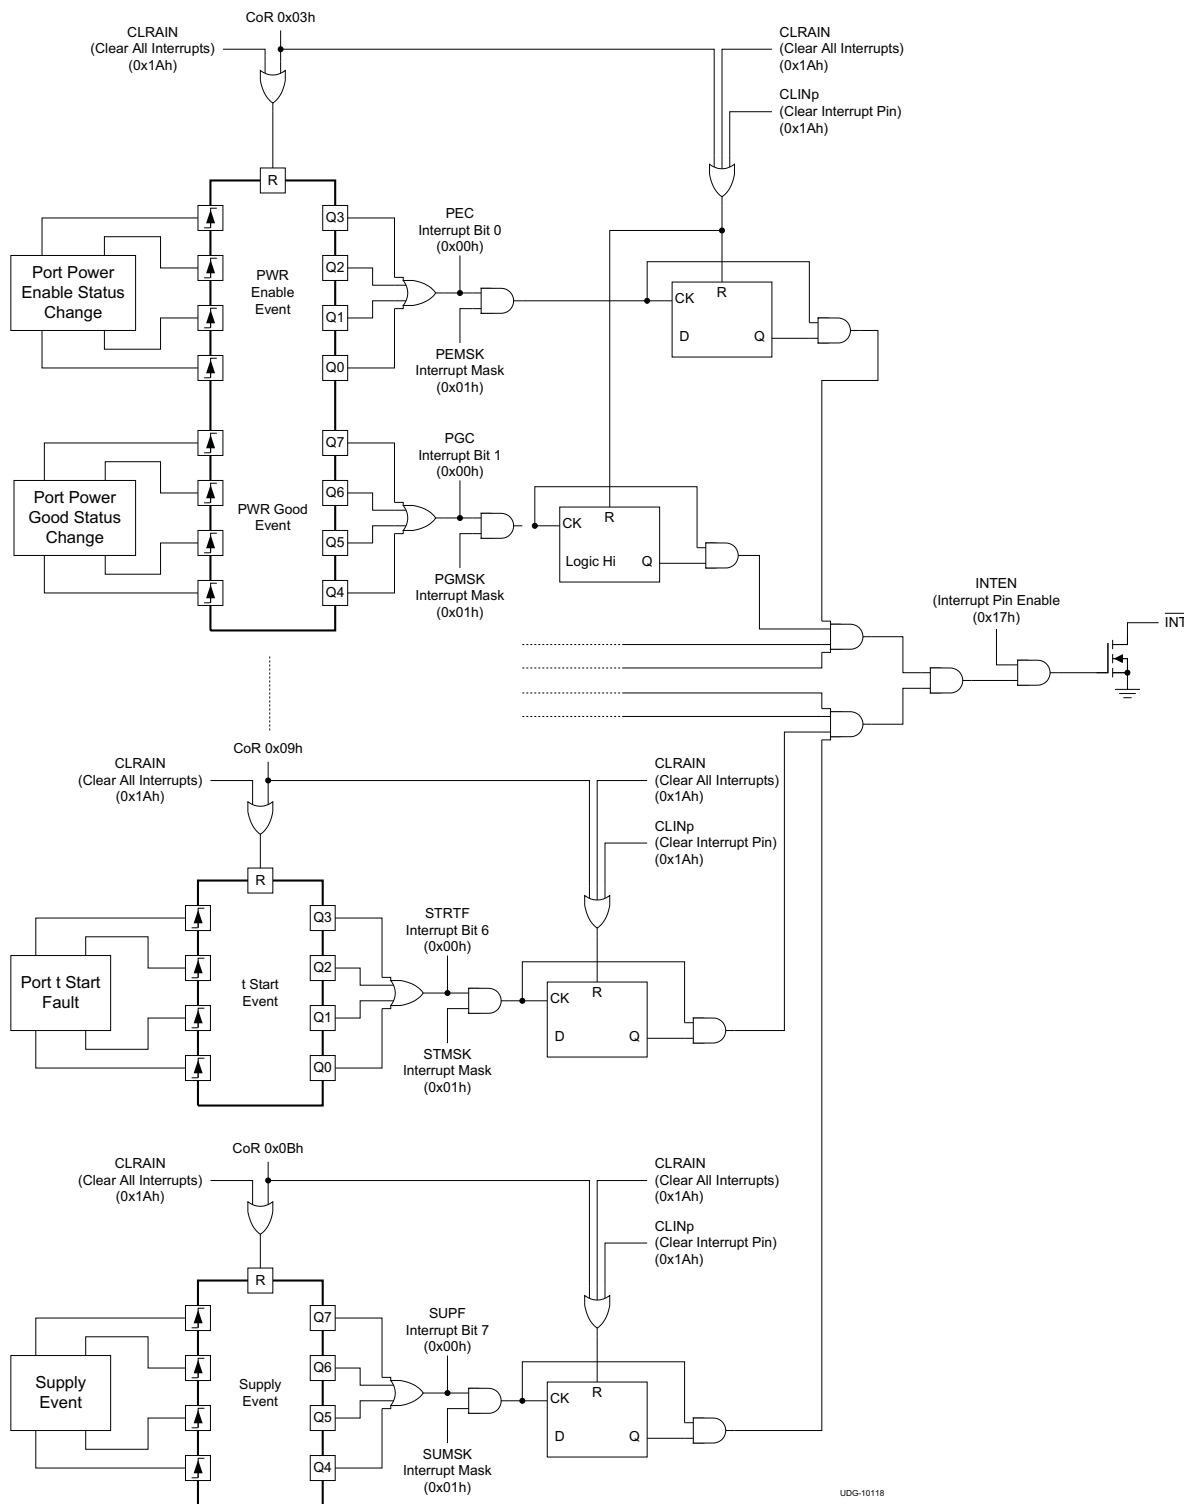 CoR 0x03h
CLRAIN
(Clear All Interrupts)
(0x1Ah)
CLRAIN
(Clear All Interrupts)
(0x1Ah)
CLINp
(Clear Interrupt Pin)
(0x1Ah)
R
Port Power
Enable Status
Change
PWR
Enable
Event
Q3
Q2
Q1
Q0
PEC
Interrupt Bit 0
(0x00h)
PEMSK
Interrupt Mask
(0x01h)
R
CK
D
Q
Port Power
Good Status
Change
PWR Good
Event
Q7
Q6
Q5
Q4
PGC
Interrupt Bit 1
(0x00h)
PGMSK
Interrupt Mask
(0x01h)
R
CK
Logic Hi
Q
INTEN
(Interrupt Pin Enable
(0x17h)
INT
CoR 0x09h
CLRAIN
(Clear All Interrupts)
(0x1Ah)
CLRAIN
(Clear All Interrupts)
(0x1Ah)
CLINp
(Clear Interrupt Pin)
(0x1Ah)
R
Port t Start
Fault
t Start
Event
Q3
Q2
Q1
Q0
STRTF
Interrupt Bit 6
(0x00h)
STMSK
Interrupt Mask
(0x01h)
R
CK
D
Q
CoR 0x0Bh
CLRAIN
(Clear All Interrupts)
(0x1Ah)
CLRAIN
(Clear All Interrupts)
(0x1Ah)
CLINp
(Clear Interrupt Pin)
(0x1Ah)
R
Supply
Event
Supply
Event
Q7
Q6
Q5
Q4
SUPF
Interrupt Bit 7
(0x00h)
SUMSK
Interrupt Mask
(0x01h)
R
CK
D
Q
UDG-10118